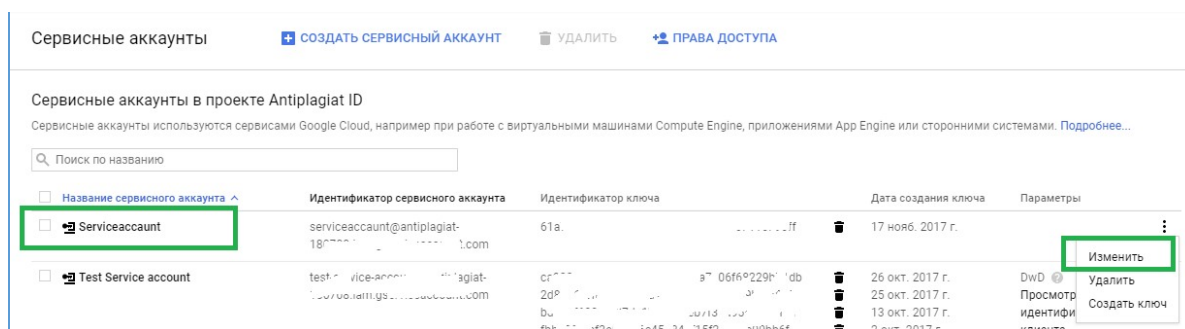 Сервисные аккаунты СОЗДАТЬ СЕРВИСНЫЙ АККАУНТ УДАЛИТЬ ПРАВА ДОСТУПА
Сервисные аккаунты в проекте Antiplagiat ID
Сервисные аккаунты используются сервисами Google Cloud, например при работе с виртуальными машинами Compute Engine, приложениями App Engine или сторонними системами. Подробнее...
Поиск по названию
Название сервисного аккаунта Идентификатор сервисного аккаунта Идентификатор ключа Дата создания ключа Параметры
Serviceaccaunt serviceaccaunt@antiplagiat- 61a. ff 17 нояб. 2017 г.
.com
Изменить
Test Service account 26 окт. 2017 г. DwD
Удалить
25 окт. 2017 г. Просмотр
Создать ключ
13 окт. 2017 г. идентифи